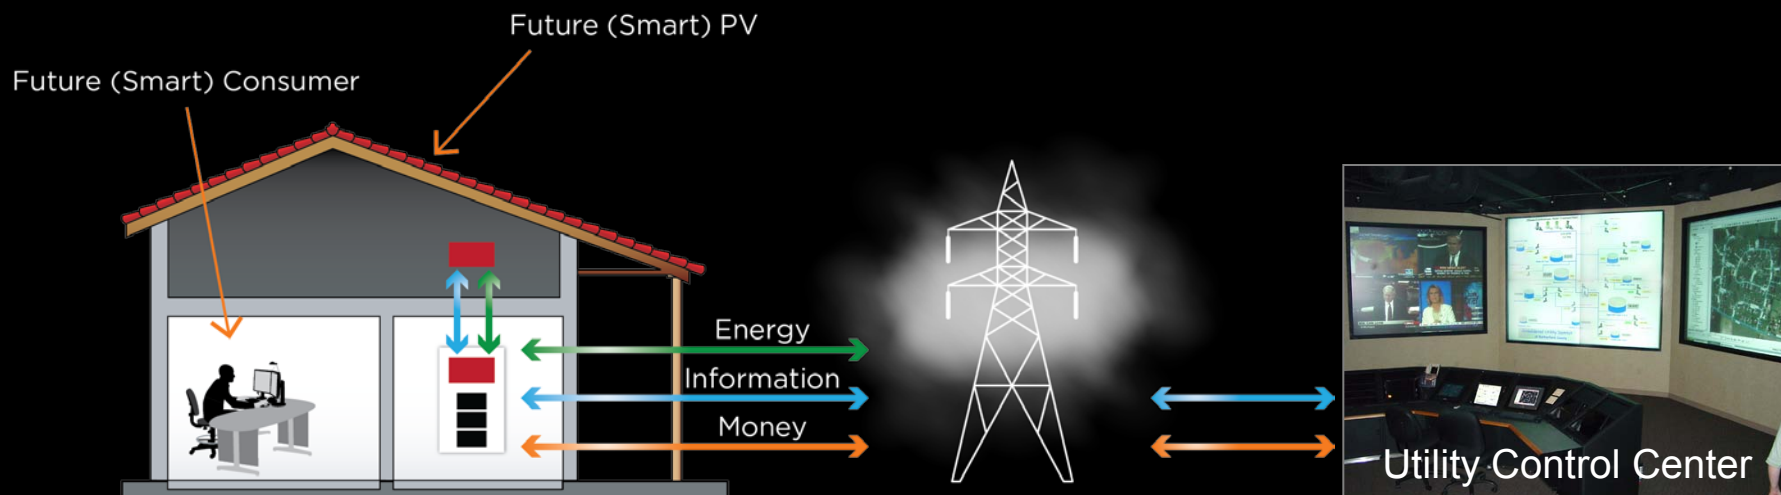 Future (Smart) PV
Future (Smart) Consumer
Energy
Information
Money
Utility Control Center